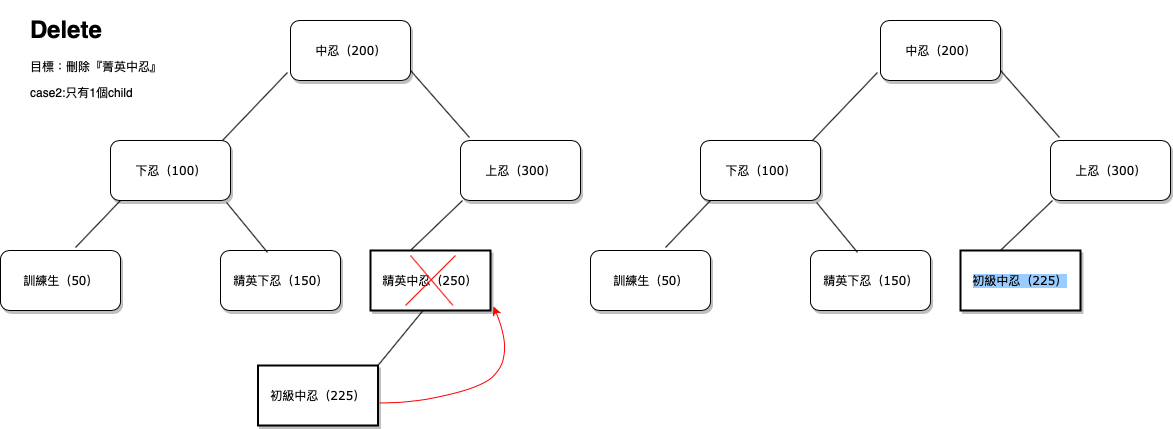 Delete
目標：刪除『菁英中忍』
case2:只有1個child
中忍（200）
下忍（100）
上忍（300）
訓練生（50）
精英下忍（150）
精英中忍（250）
初級中忍（225）
中忍（200）
下忍（100）
上忍（300）
訓練生（50）
精英下忍（150）
初級中忍（225）